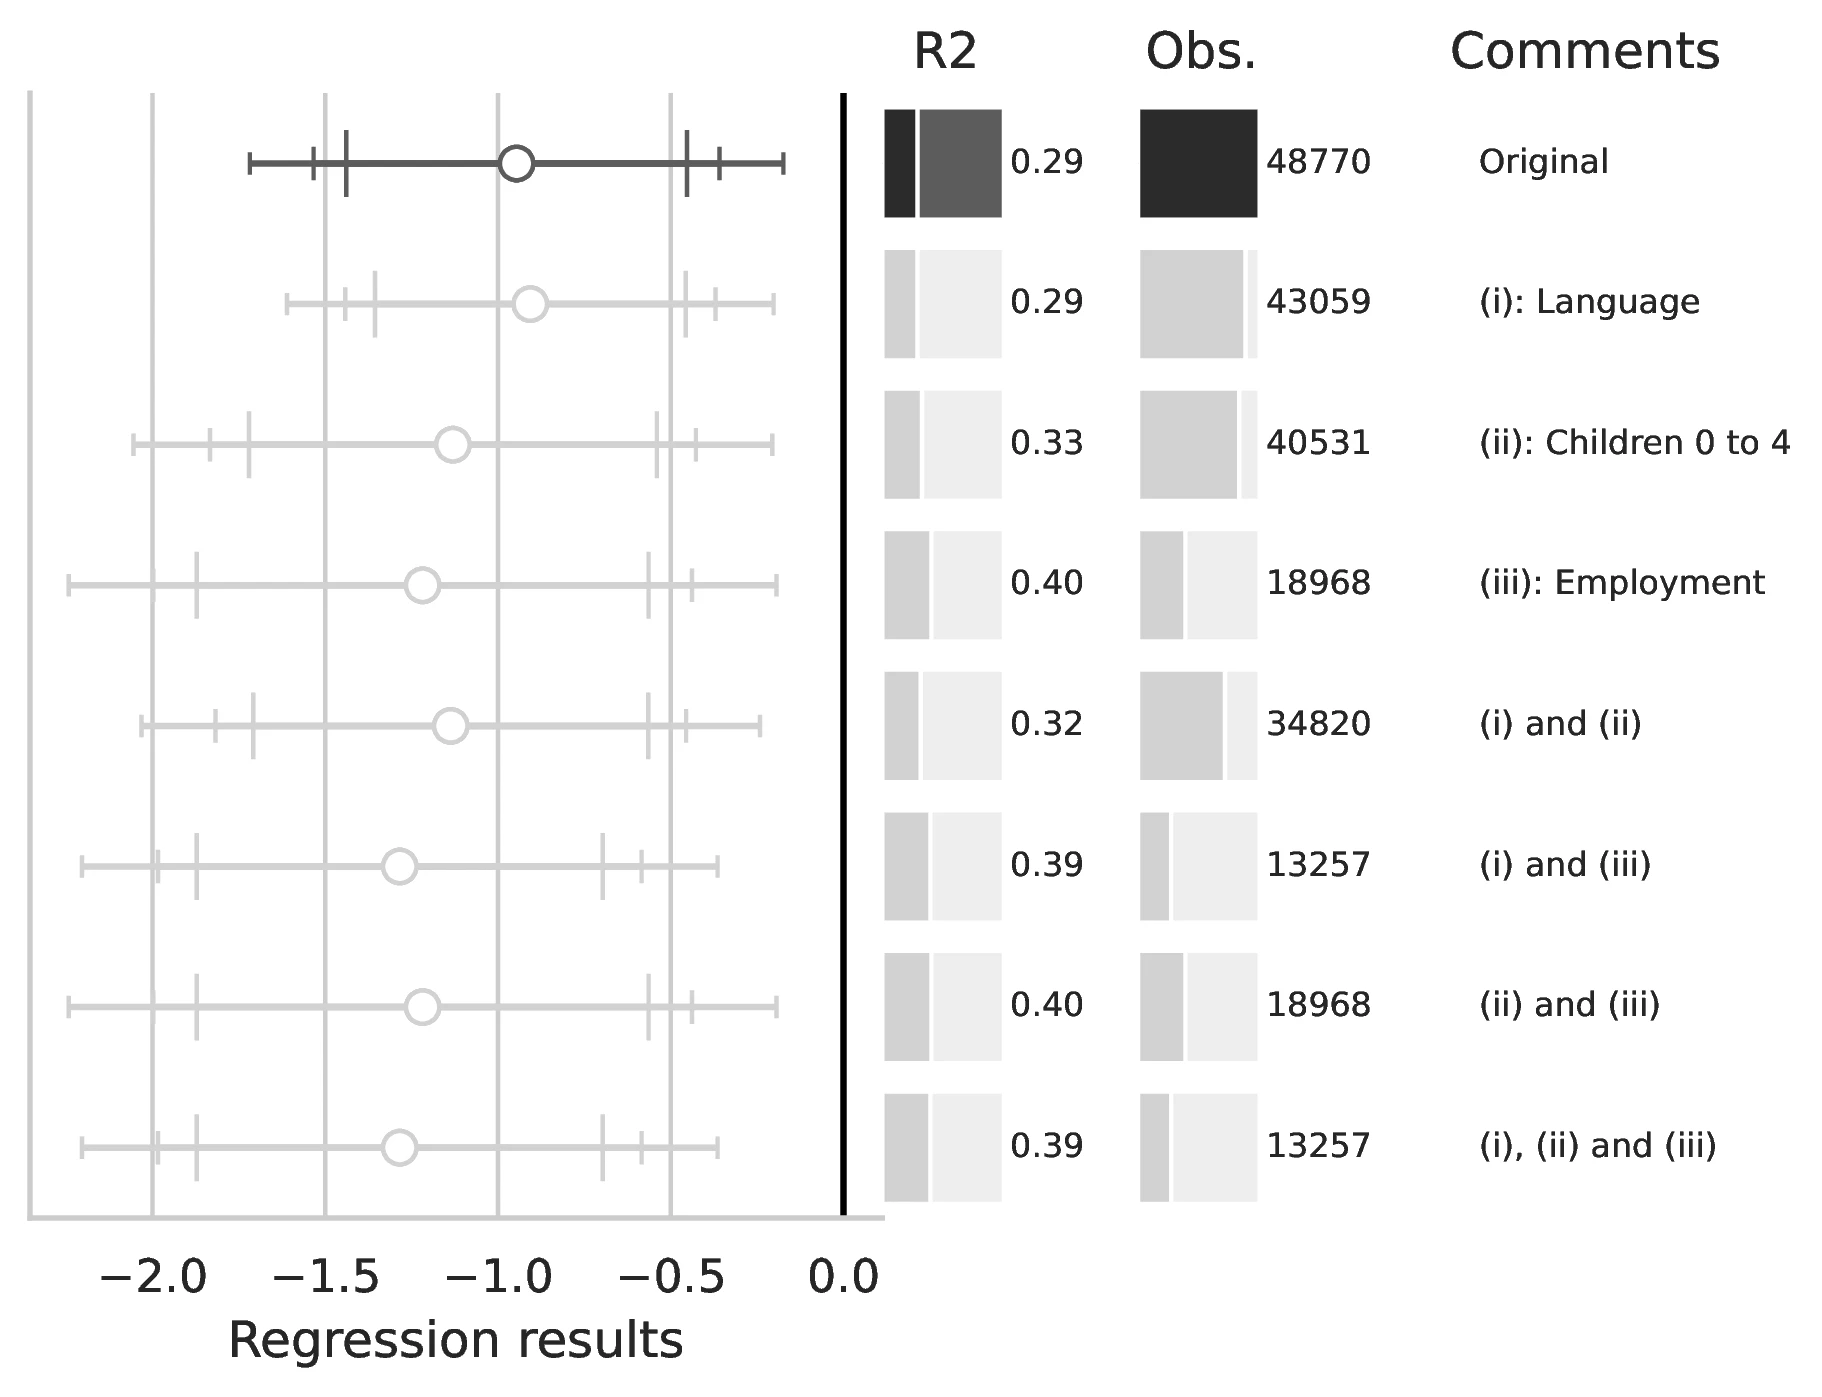 R2 Obs. Comments
0.29 48770 Original
0.29 43059 (i): Language
0.33 40531 (ii): Children 0 to 4
0.40 18968 (iii): Employment
0.32 34820 (i) and (ii)
0.39 13257 (i) and (iii)
0.40 18968 (ii) and (iii)
0.39 13257 (i), (ii) and (iii)
−2.0 −1.5 −1.0 −0.5 0.0
Regression results